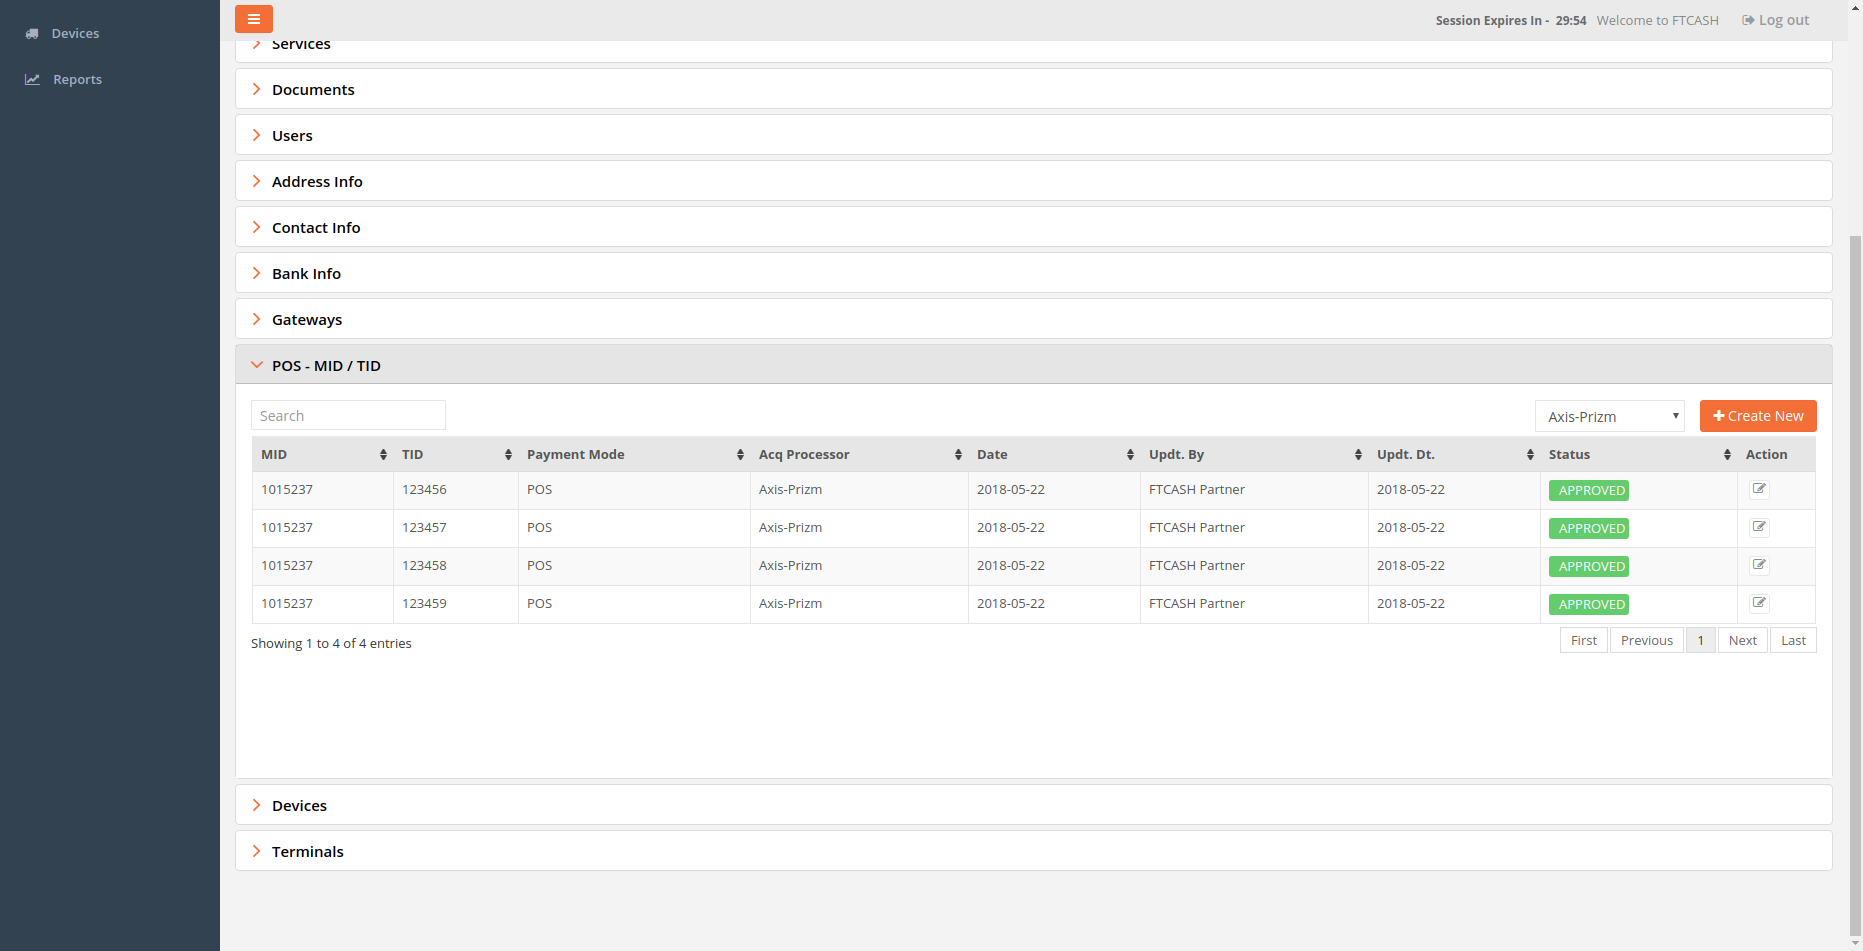 Devices
Reports
Session Expires In - 29:54 Welcome to FTCASH Log out
Services
Documents
Users
Address Info
Contact Info
Bank Info
Gateways
POS - MID / TID
Search Axis-Prizm Create New
MID TID Payment Mode Acq Processor Date Updt. By Updt. Dt. Status Action
1015237 123456 POS Axis-Prizm 2018-05-22 FTCASH Partner 2018-05-22 APPROVED
1015237 123457 POS Axis-Prizm 2018-05-22 FTCASH Partner 2018-05-22 APPROVED
1015237 123458 POS Axis-Prizm 2018-05-22 FTCASH Partner 2018-05-22 APPROVED
1015237 123459 POS Axis-Prizm 2018-05-22 FTCASH Partner 2018-05-22 APPROVED
Showing 1 to 4 of 4 entries First Previous 1 Next Last
Devices
Terminals